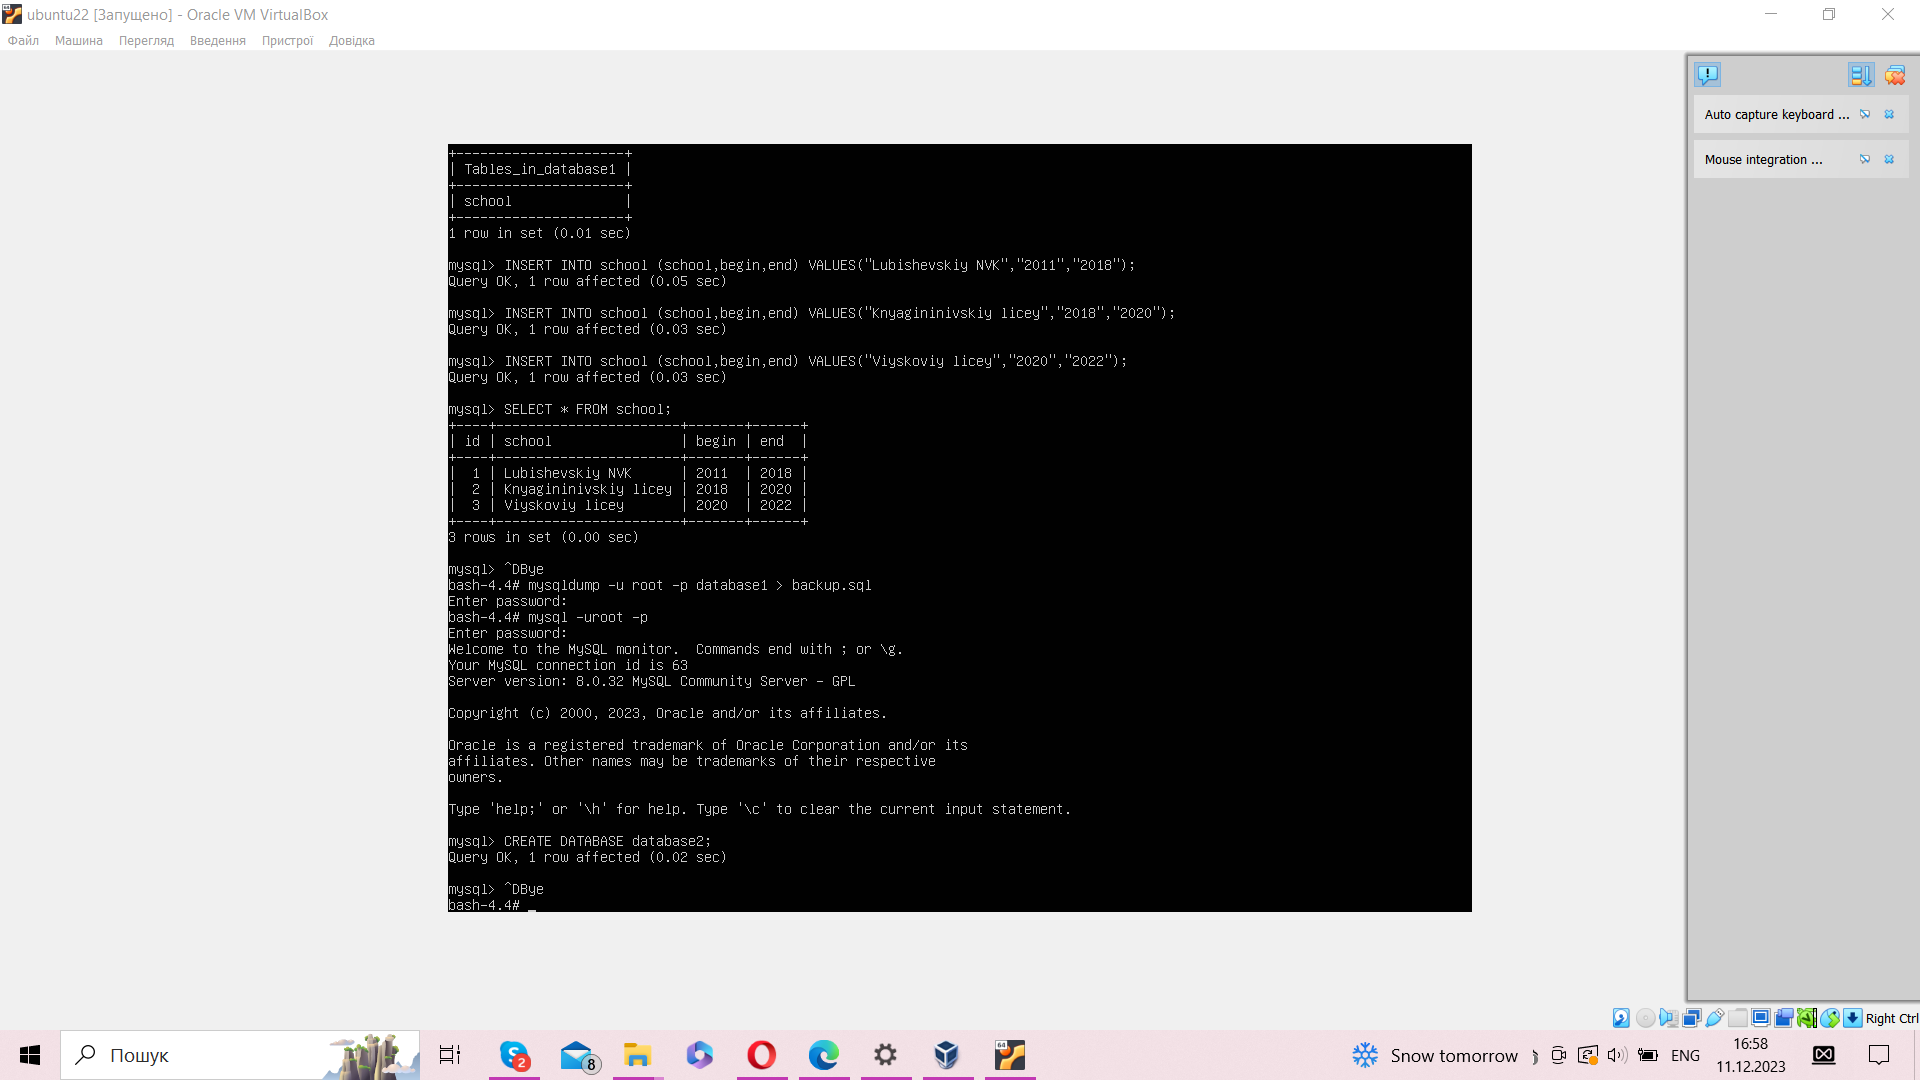 ubuntu22 [Запущено] - Oracle VM VirtualBox
Файл Машина Перегляд Введення Пристрої Довідка
Auto capture keyboard ...
Mouse integration ...
+---------------------+
| Tables_in_database1 |
+---------------------+
| school              |
+---------------------+
1 row in set (0.01 sec)
mysql> INSERT INTO school (school,begin,end) VALUES("Lubishevskiy NVK","2011","2018");
Query OK, 1 row affected (0.05 sec)
mysql> INSERT INTO school (school,begin,end) VALUES("Knyagininivskiy licey","2018","2020");
Query OK, 1 row affected (0.03 sec)
mysql> INSERT INTO school (school,begin,end) VALUES("Viyskoviy licey","2020","2022");
Query OK, 1 row affected (0.03 sec)
mysql> SELECT * FROM school;
+----+-----------------------+-------+------+
| id | school                | begin | end  |
+----+-----------------------+-------+------+
|  1 | Lubishevskiy NVK      | 2011  | 2018 |
|  2 | Knyagininivskiy licey | 2018  | 2020 |
|  3 | Viyskoviy licey       | 2020  | 2022 |
+----+-----------------------+-------+------+
3 rows in set (0.00 sec)
mysql> ^DBye
bash-4.4# mysqldump -u root -p database1 > backup.sql
Enter password:
bash-4.4# mysql -uroot -p
Enter password:
Welcome to the MySQL monitor.  Commands end with ; or \g.
Your MySQL connection id is 63
Server version: 8.0.32 MySQL Community Server - GPL
Copyright (c) 2000, 2023, Oracle and/or its affiliates.
Oracle is a registered trademark of Oracle Corporation and/or its
affiliates. Other names may be trademarks of their respective
owners.
Type 'help;' or '\h' for help. Type '\c' to clear the current input statement.
mysql> CREATE DATABASE database2;
Query OK, 1 row affected (0.02 sec)
mysql> ^DBye
bash-4.4# _
Right Ctrl
Пошук
2
8
64
Snow tomorrow
ENG
16:58
11.12.2023